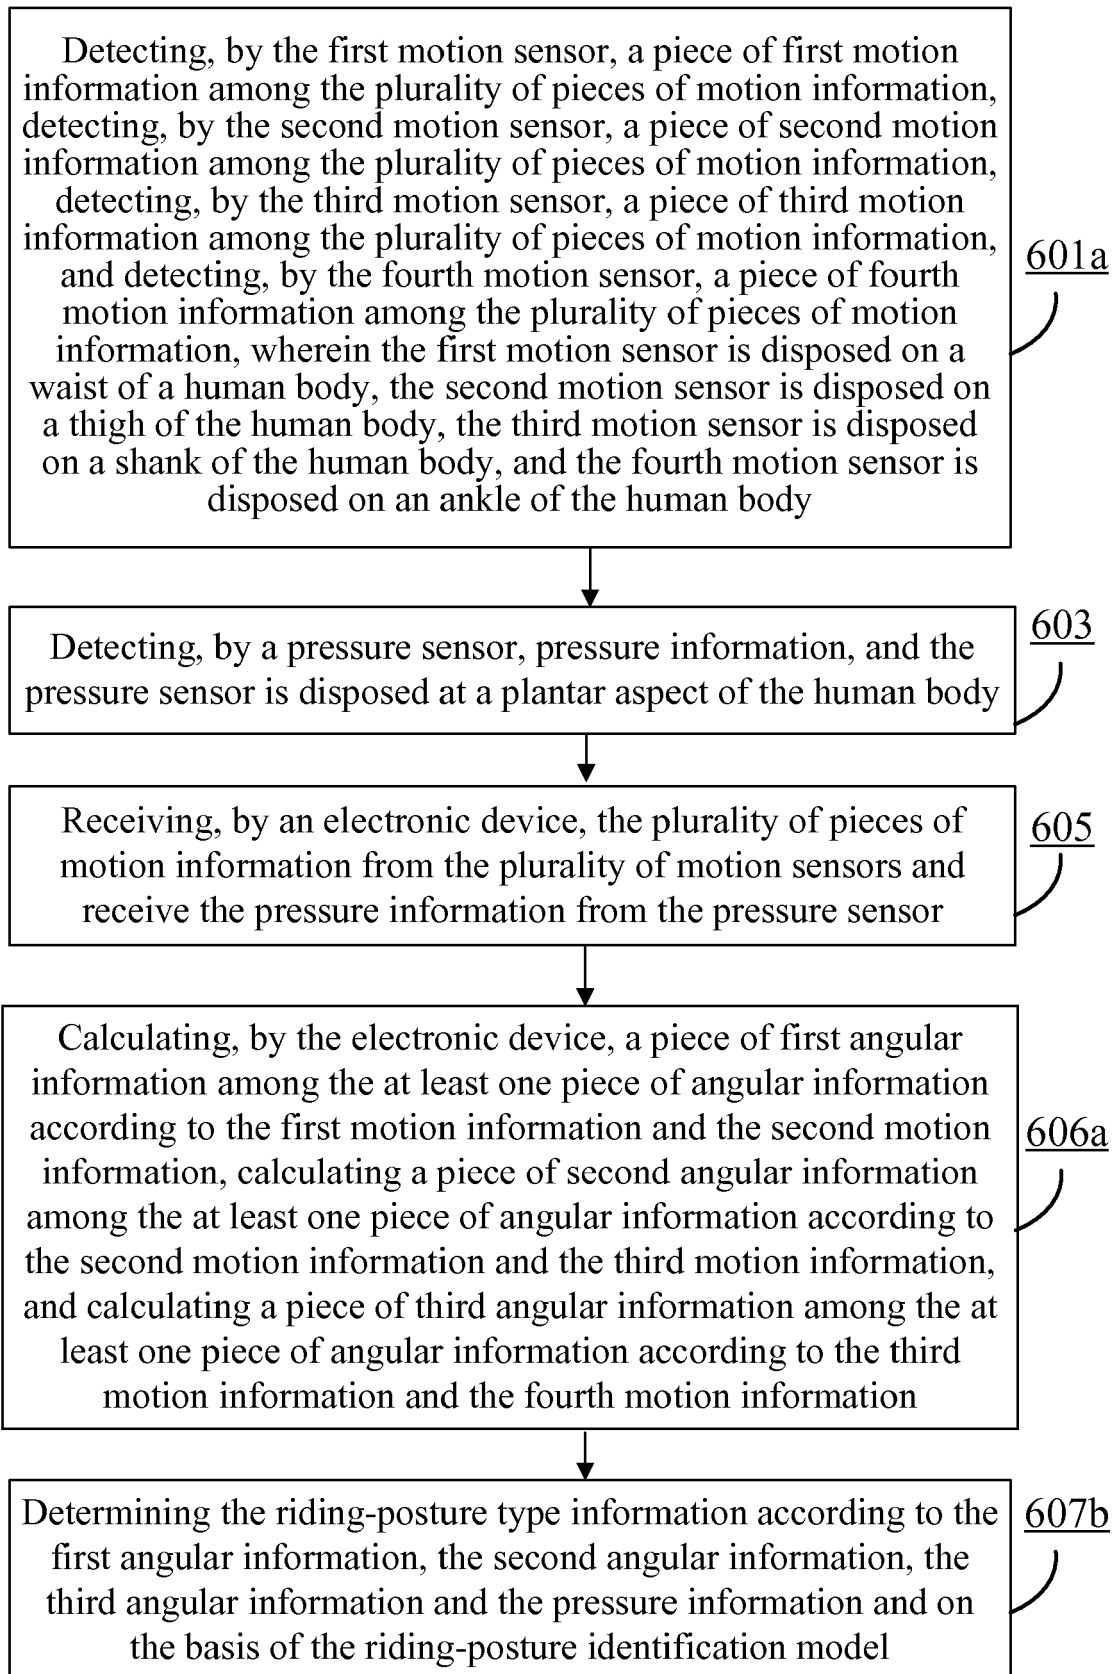 Detecting, by the first motion sensor, a piece of first motion
information among the plurality of pieces of motion information,
detecting, by the second motion sensor, a piece of second motion
information among the plurality of pieces of motion information,
detecting, by the third motion sensor, a piece of third motion
information among the plurality of pieces of motion information,
and detecting, by the fourth motion sensor, a piece of fourth
motion information among the plurality of pieces of motion
information, wherein the first motion sensor is disposed on a
waist of a human body, the second motion sensor is disposed on
a thigh of the human body, the third motion sensor is disposed
on a shank of the human body, and the fourth motion sensor is
disposed on an ankle of the human body
601a
Detecting, by a pressure sensor, pressure information, and the
pressure sensor is disposed at a plantar aspect of the human body
603
Receiving, by an electronic device, the plurality of pieces of
motion information from the plurality of motion sensors and
receive the pressure information from the pressure sensor
605
Calculating, by the electronic device, a piece of first angular
information among the at least one piece of angular information
according to the first motion information and the second motion
information, calculating a piece of second angular information
among the at least one piece of angular information according to
the second motion information and the third motion information,
and calculating a piece of third angular information among the at
least one piece of angular information according to the third
motion information and the fourth motion information
606a
Determining the riding-posture type information according to the
first angular information, the second angular information, the
third angular information and the pressure information and on
the basis of the riding-posture identification model
607b